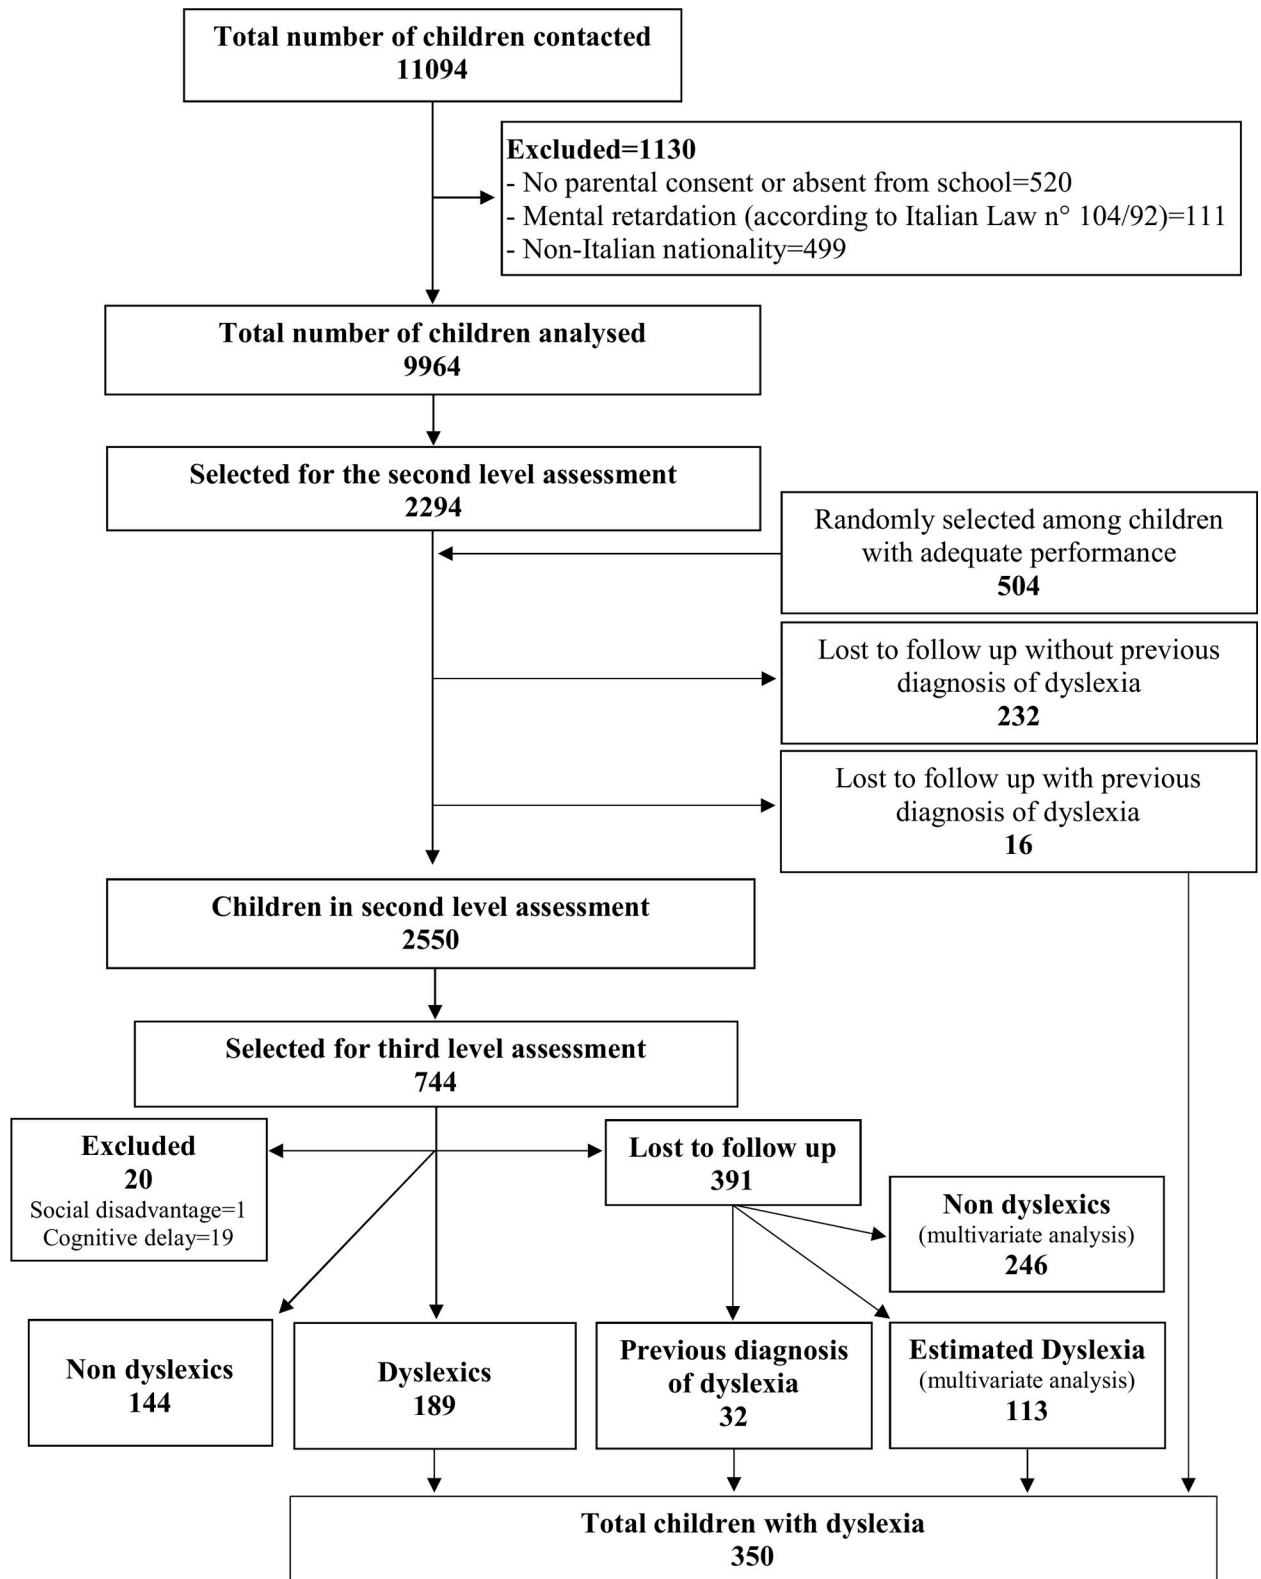 Total number of children contacted
11094
Excluded=1130
- No parental consent or absent from school=520
- Mental retardation (according to Italian Law n° 104/92)=111
- Non-Italian nationality=499
Total number of children analysed
9964
Selected for the second level assessment
2294
Randomly selected among children
with adequate performance
504
Lost to follow up without previous
diagnosis of dyslexia
232
Lost to follow up with previous
diagnosis of dyslexia
16
Children in second level assessment
2550
Selected for third level assessment
744
Excluded
20
Social disadvantage=1
Cognitive delay=19
Lost to follow up
391
Non dyslexics
(multivariate analysis)
246
Non dyslexics
144
Dyslexics
189
Previous diagnosis
of dyslexia
32
Estimated Dyslexia
(multivariate analysis)
113
Total children with dyslexia
350